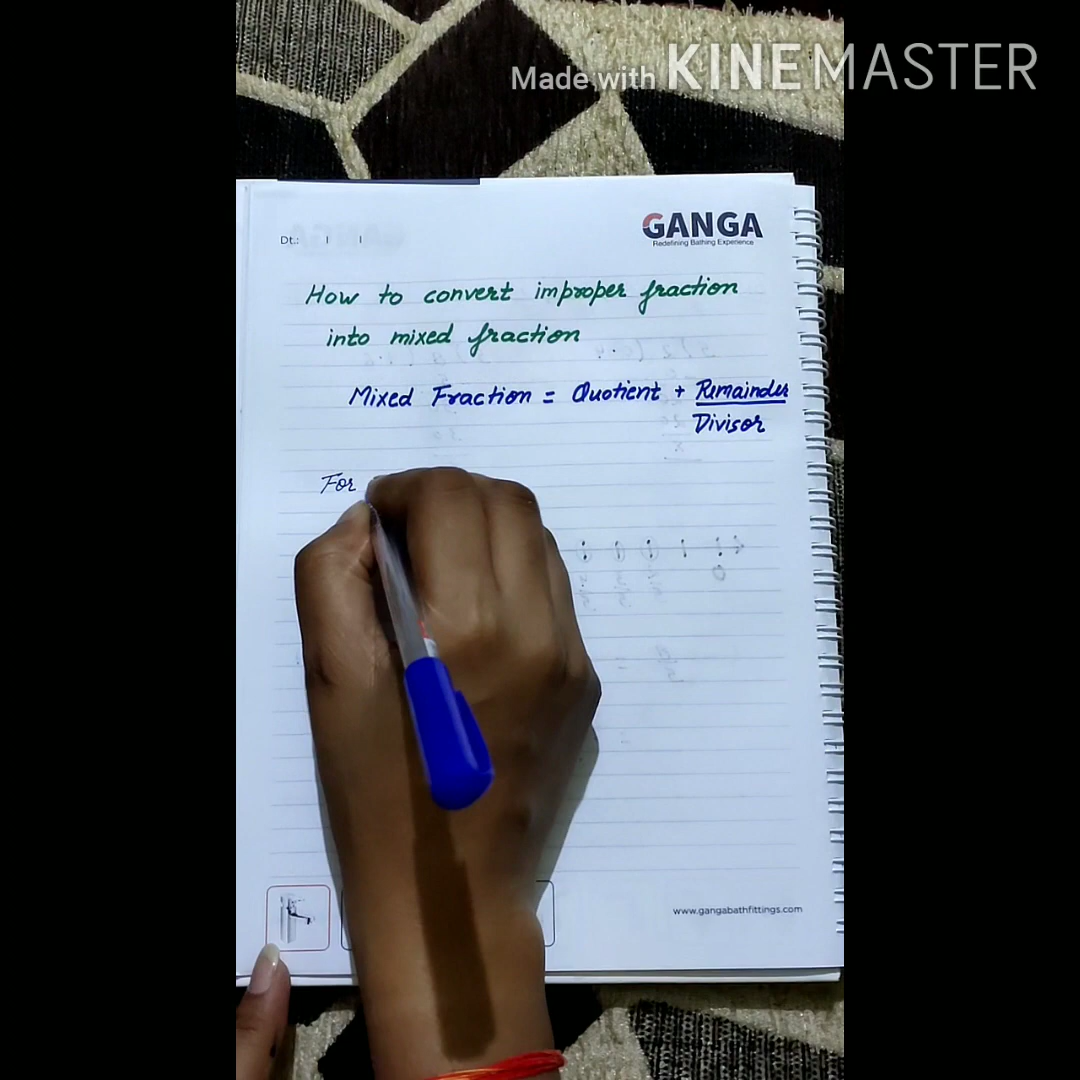 Made with KINEMASTER
GANGA
Redefining Bathing Experience
Dt.:
How to convert improper fraction
into mixed fraction
Mixed Fraction = Quotient + Remainder
Divisor
For
www.gangabathfittings.com